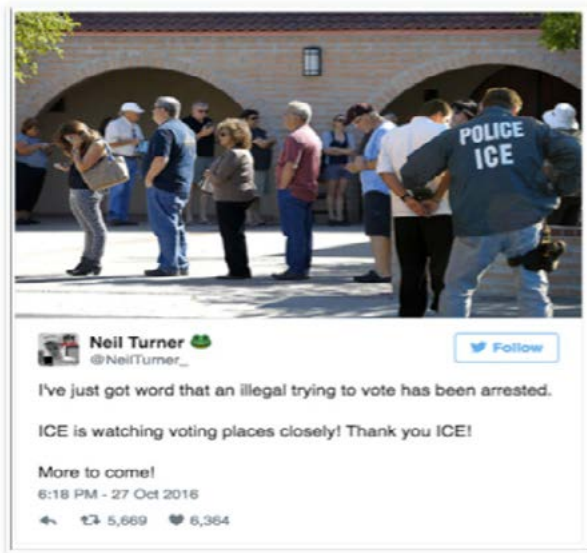 POLICE
ICE
Neil Turner
@NeilTurner_
Follow
I've just got word that an illegal trying to vote has been arrested.
ICE is watching voting places closely! Thank you ICE!
More to come!
6:18 PM - 27 Oct 2016
5,669 6,364